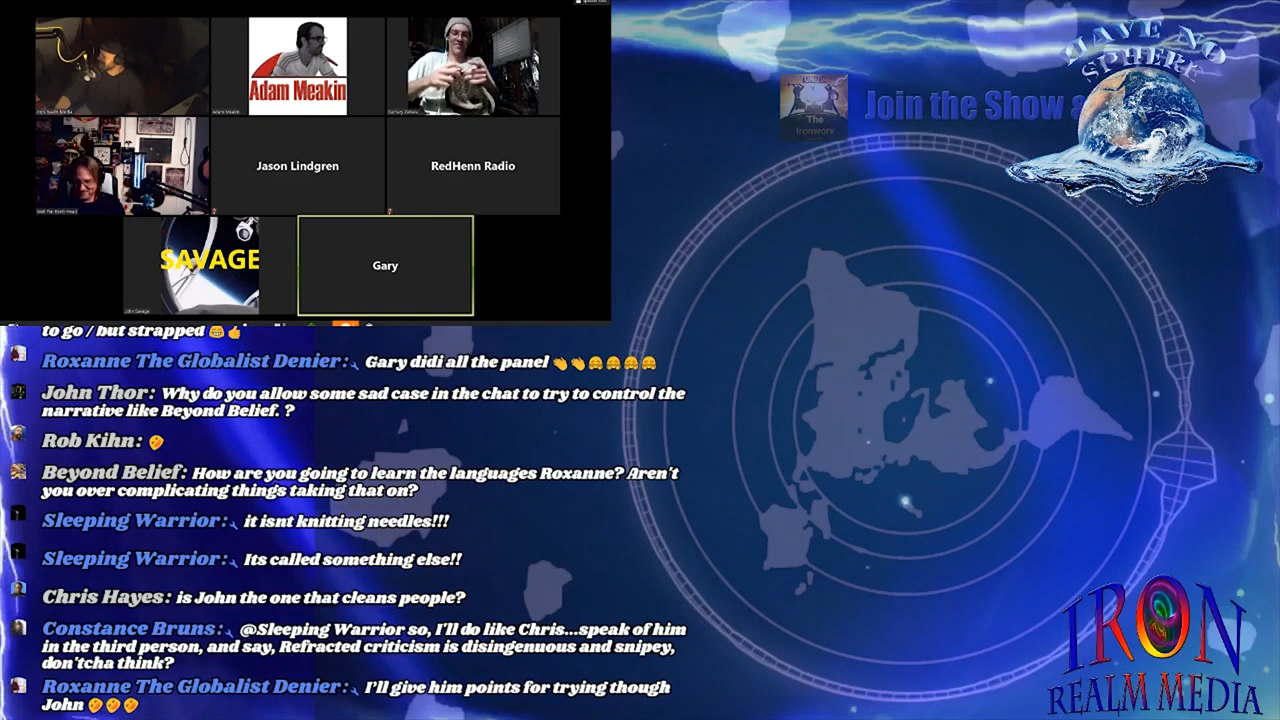 Adam Meakin
Jason Lindgren
RedHenn Radio
SAVAGE
John Savage
Gary
HAVE NO
SPHERE
Join the Show a
The
Ironworx
to go / but strapped 😁👍
Roxanne The Globalist Denier: Gary didi all the panel 👏👏🤗🤗🤗🤗
John Thor: Why do you allow some sad case in the chat to try to control the
narrative like Beyond Belief. ?
Rob Kihn: 🤔
Beyond Belief: How are you going to learn the languages Roxanne? Aren't
you over complicating things taking that on?
Sleeping Warrior: it isnt knitting needles!!!
Sleeping Warrior: Its called something else!!
Chris Hayes: is John the one that cleans people?
Constance Bruns: @Sleeping Warrior so, I'll do like Chris...speak of him
in the third person, and say, Refracted criticism is disingenuous and snipey,
don'tcha think?
Roxanne The Globalist Denier: I'll give him points for trying though
John 🤔🤔🤔
IRON
REALM MEDIA